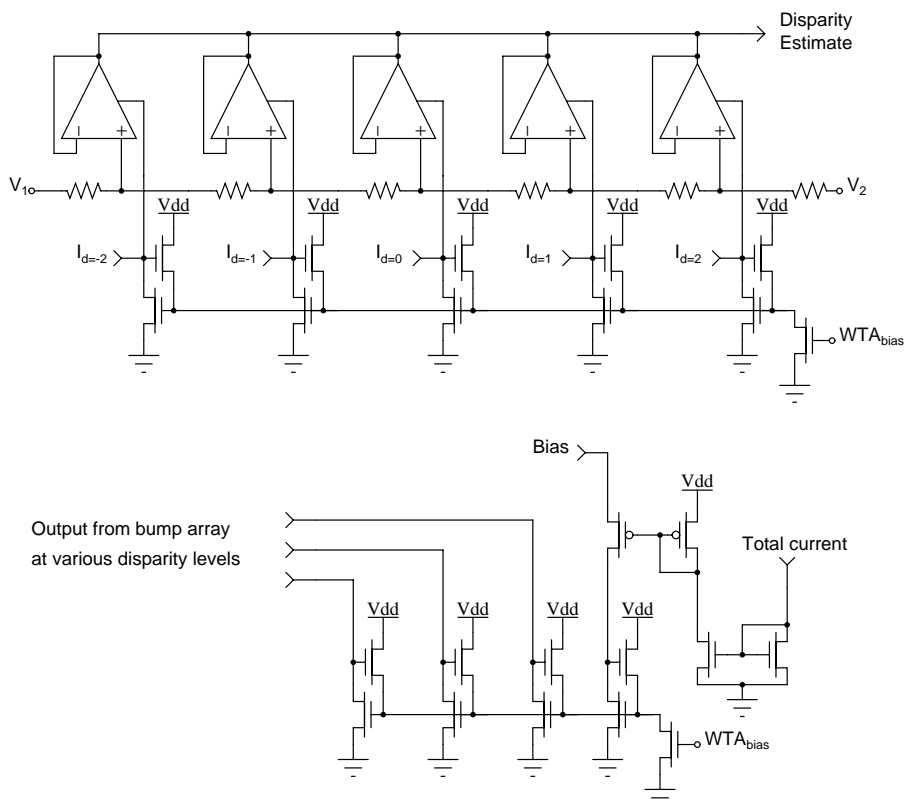 Disparity
Estimate
− + − + − + − + − +
V1 V2
Vdd Vdd Vdd Vdd Vdd
Id=-2 Id=-1 Id=0 Id=1 Id=2
WTAbias
Bias
Vdd
Output from bump array
at various disparity levels
Total current
Vdd Vdd Vdd Vdd
WTAbias